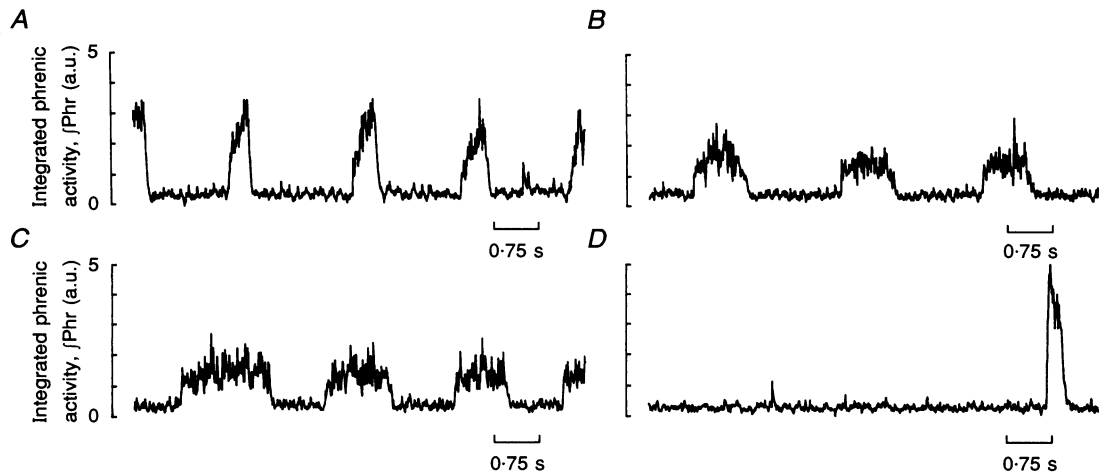 A
B
5
Integrated phrenic
activity, ∫Phr (a.u.)
0
0·75 s
0·75 s
C
D
5
Integrated phrenic
activity, ∫Phr (a.u.)
0
0·75 s
0·75 s